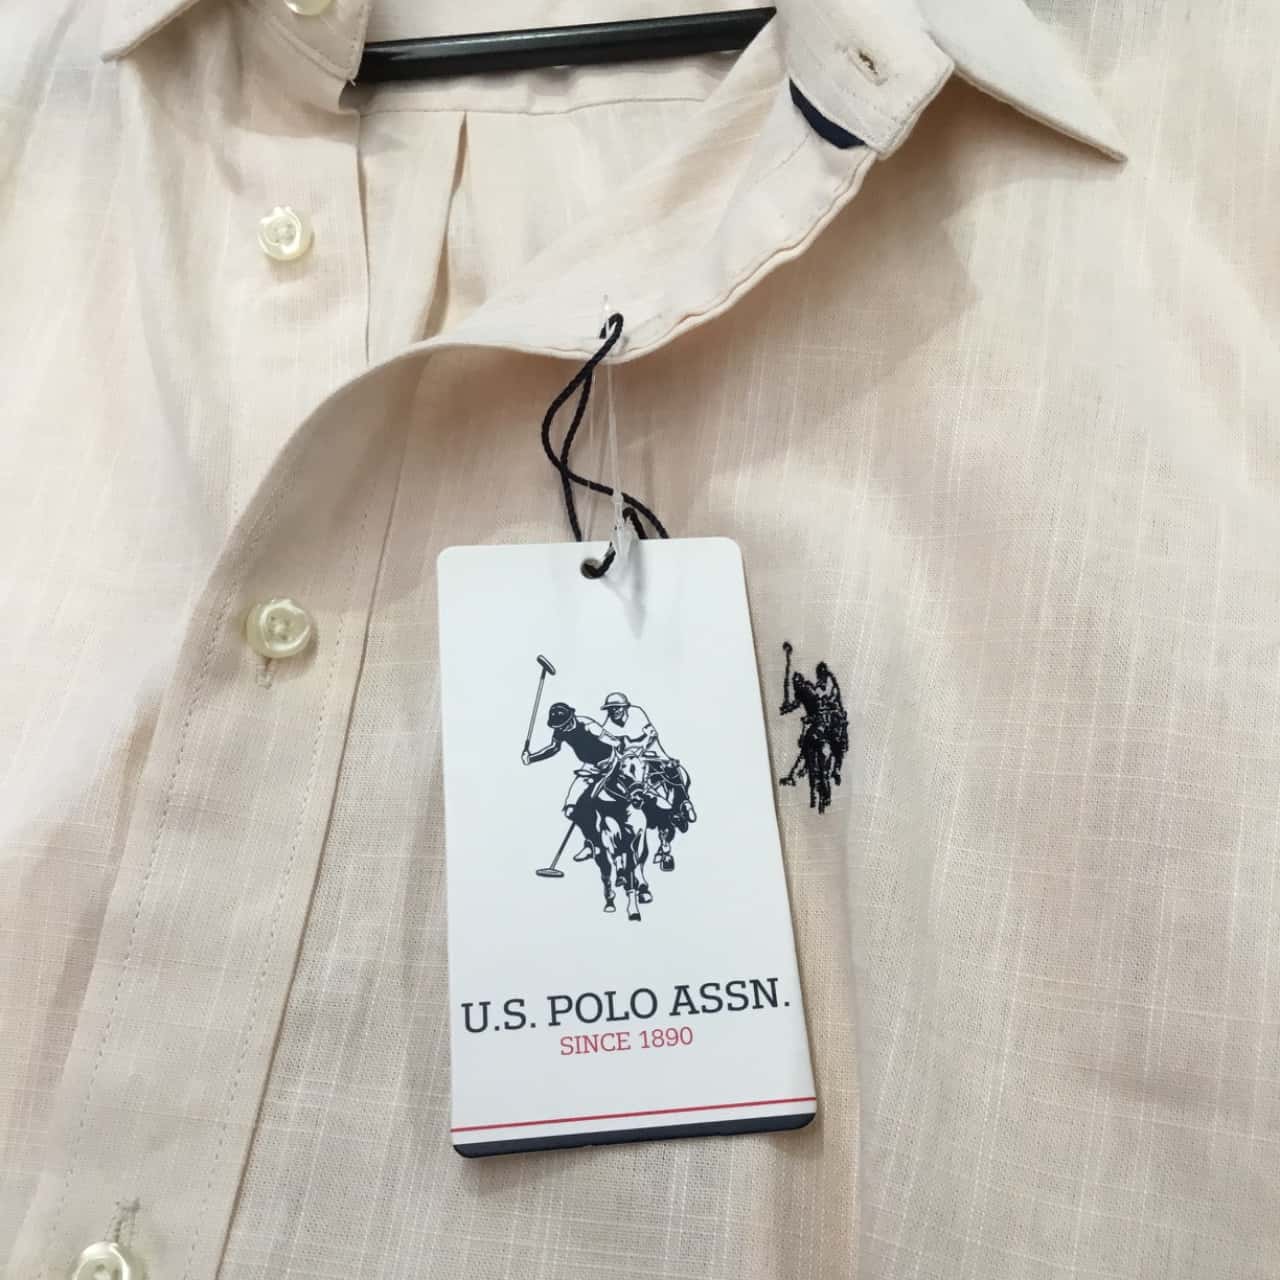 U.S. POLO ASSN.
SINCE 1890